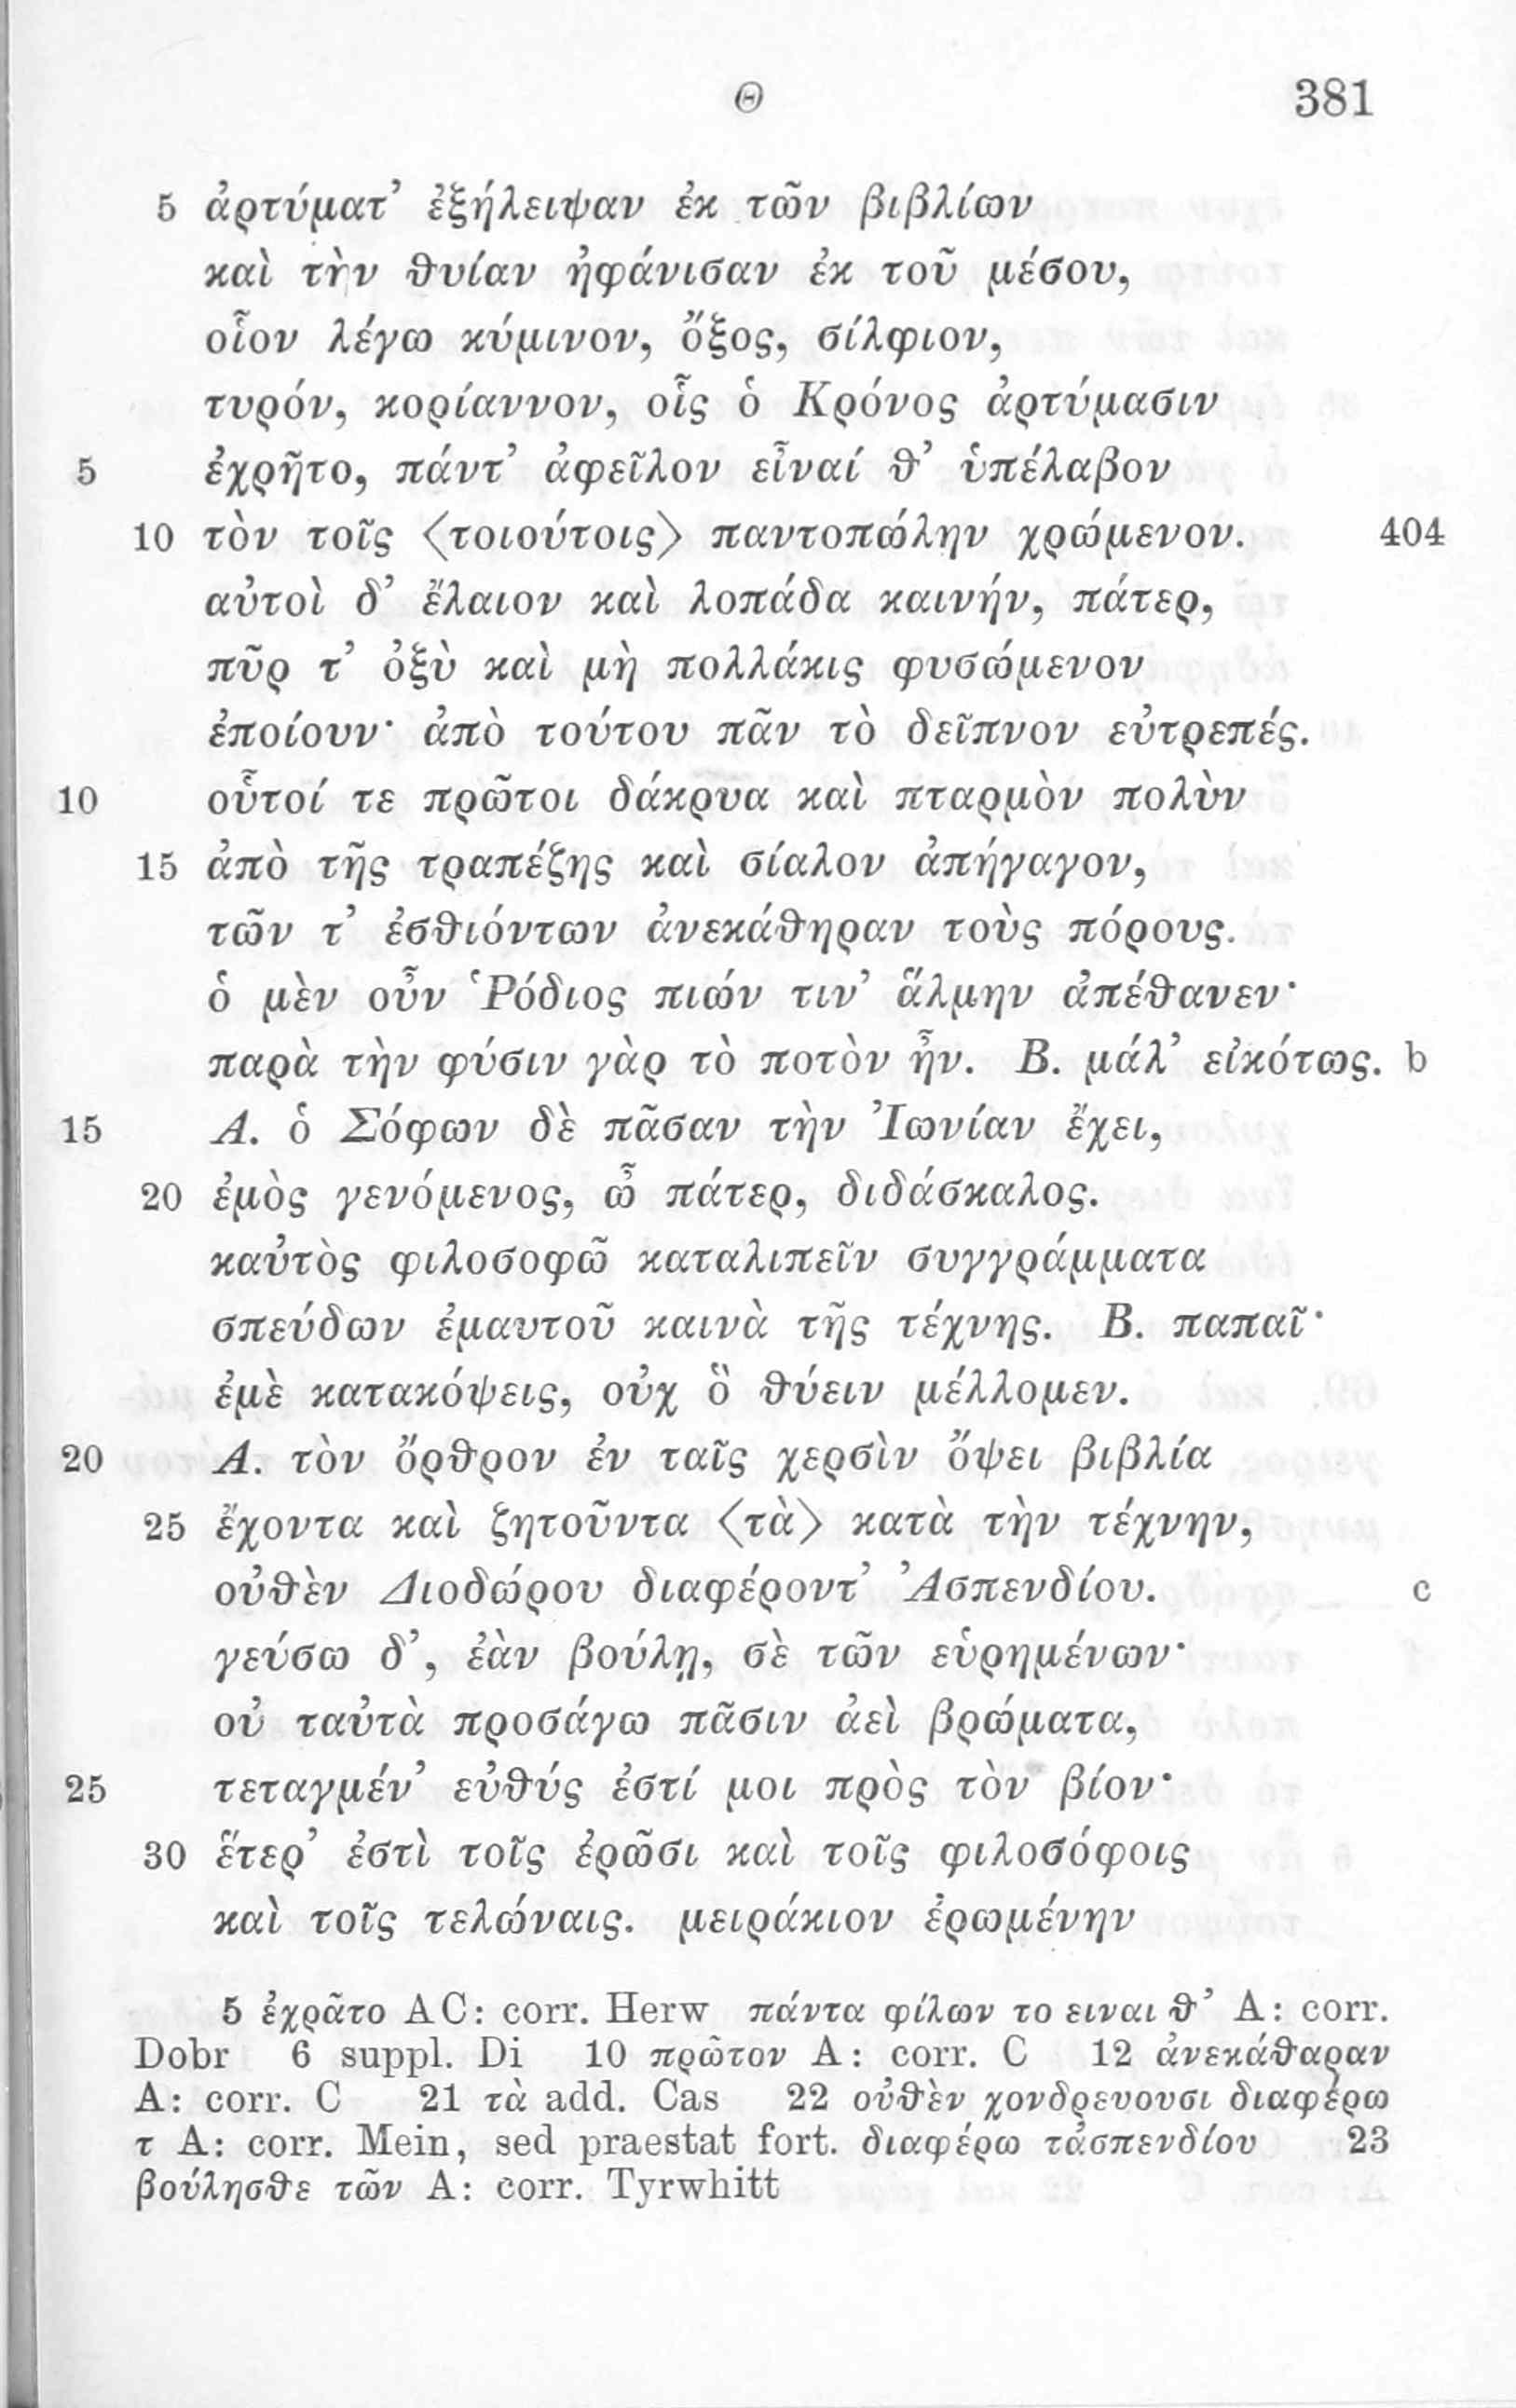 Θ 381
5 ἀρτύματ’ ἐξήλειψαν ἐκ τῶν βιβλίων
καὶ τὴν θυίαν ἠφάνισαν ἐκ τοῦ μέσου,
οἷον λέγω κύμινον, ὄξος, σίλφιον,
τυρόν, κορίαννον, οἷς ὁ Κρόνος ἀρτύμασιν
5 ἐχρῆτο, πάντ’ ἀφεῖλον εἶναί θ’ ὑπέλαβον
10 τὸν τοῖς 〈τοιούτοις〉 παντοπώλην χρώμενον. 404
αὐτοὶ δ’ ἔλαιον καὶ λοπάδα καινήν, πάτερ,
πῦρ τ’ ὀξὺ καὶ μὴ πολλάκις φυσώμενον
ἐποίουν· ἀπὸ τούτου πᾶν τὸ δεῖπνον εὐτρεπές.
10 οὗτοί τε πρῶτοι δάκρυα καὶ πταρμὸν πολὺν
15 ἀπὸ τῆς τραπέζης καὶ σίαλον ἀπήγαγον,
τῶν τ’ ἐσθιόντων ἀνεκάθηραν τοὺς πόρους.
ὁ μὲν οὖν Ῥόδιος πιών τιν’ ἅλμην ἀπέθανεν·
παρὰ τὴν φύσιν γὰρ τὸ ποτὸν ἦν. Β. μάλ’ εἰκότως. b
15 Α. ὁ Σόφων δὲ πᾶσαν τὴν Ἰωνίαν ἔχει,
20 ἐμὸς γενόμενος, ὦ πάτερ, διδάσκαλος.
καὐτὸς φιλοσοφῶ καταλιπεῖν συγγράμματα
σπεύδων ἐμαυτοῦ καινὰ τῆς τέχνης. Β. παπαῖ·
ἐμὲ κατακόψεις, οὐχ ὃ θύειν μέλλομεν.
20 Α. τὸν ὄρθρον ἐν ταῖς χερσὶν ὄψει βιβλία
25 ἔχοντα καὶ ζητοῦντα 〈τὰ〉 κατὰ τὴν τέχνην,
οὐθὲν Διοδώρου διαφέροντ’ Ἀσπενδίου. c
γεύσω δ’, ἐὰν βούλῃ, σὲ τῶν εὑρημένων·
οὐ ταὐτὰ προσάγω πᾶσιν ἀεὶ βρώματα,
25 τεταγμέν’ εὐθύς ἐστί μοι πρὸς τὸν βίον·
30 ἕτερ’ ἐστὶ τοῖς ἐρῶσι καὶ τοῖς φιλοσόφοις
καὶ τοῖς τελώναις. μειράκιον ἐρωμένην
5 ἐχρᾶτο AC: corr. Herw πάντα φίλων το ειναι θ’ A: corr.
Dobr 6 suppl. Di 10 πρῶτον A: corr. C 12 ἀνεκάθαραν
A: corr. C 21 τὰ add. Cas 22 οὐθὲν χονδρευουσι διαφέρω
τ A: corr. Mein, sed praestat fort. διαφέρω τἀσπενδίου 23
βούλησθε τῶν A: corr. Tyrwhitt